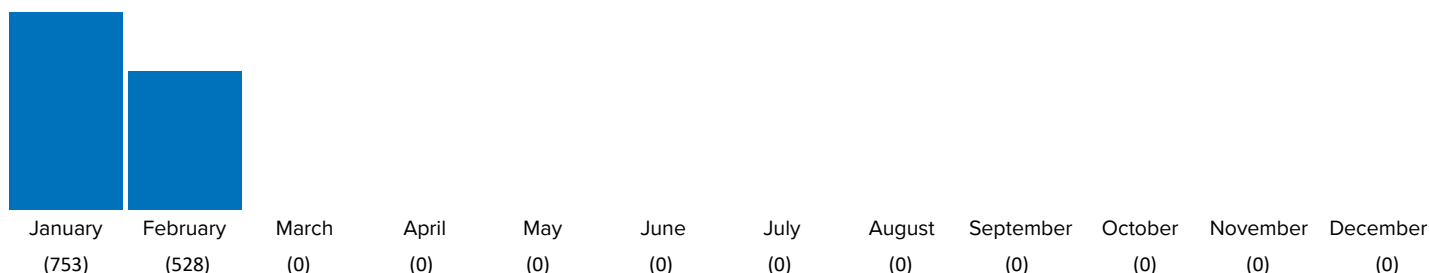 January February March April May June July August September October November December
(753) (528) (0) (0) (0) (0) (0) (0) (0) (0) (0) (0)